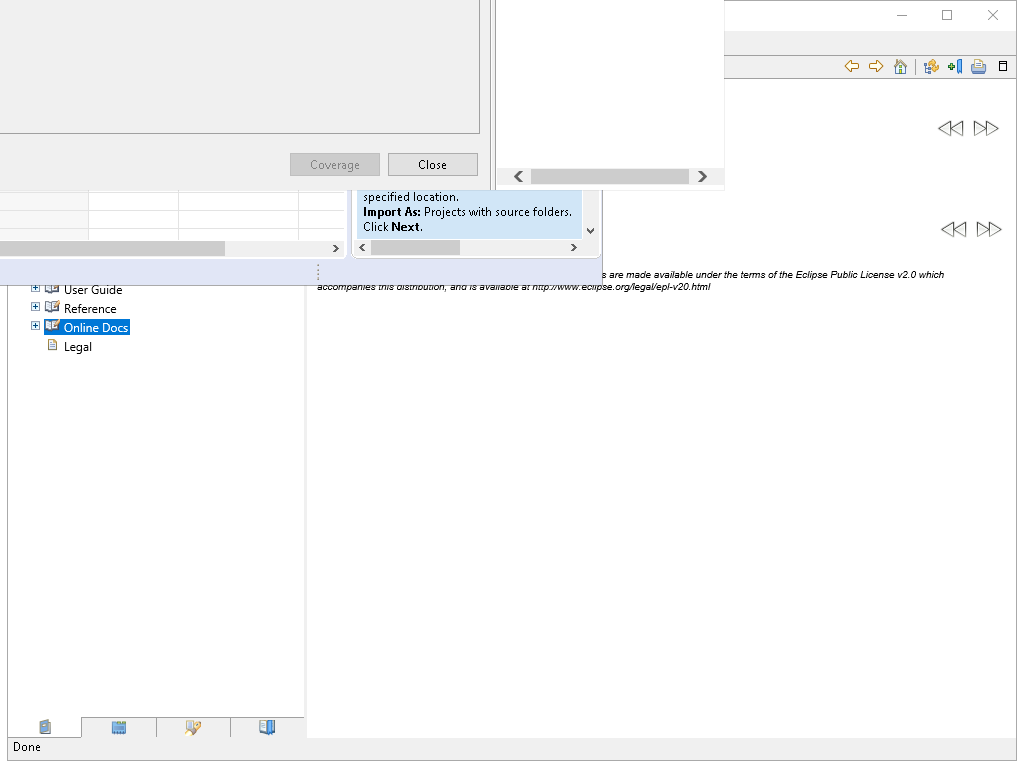 Coverage
Close
specified location.
Import As: Projects with source folders.
Click Next.
s are made available under the terms of the Eclipse Public License v2.0 which
accompanies this distribution, and is available at http://www.eclipse.org/legal/epl-v20.html
User Guide
Reference
Online Docs
Legal
Done